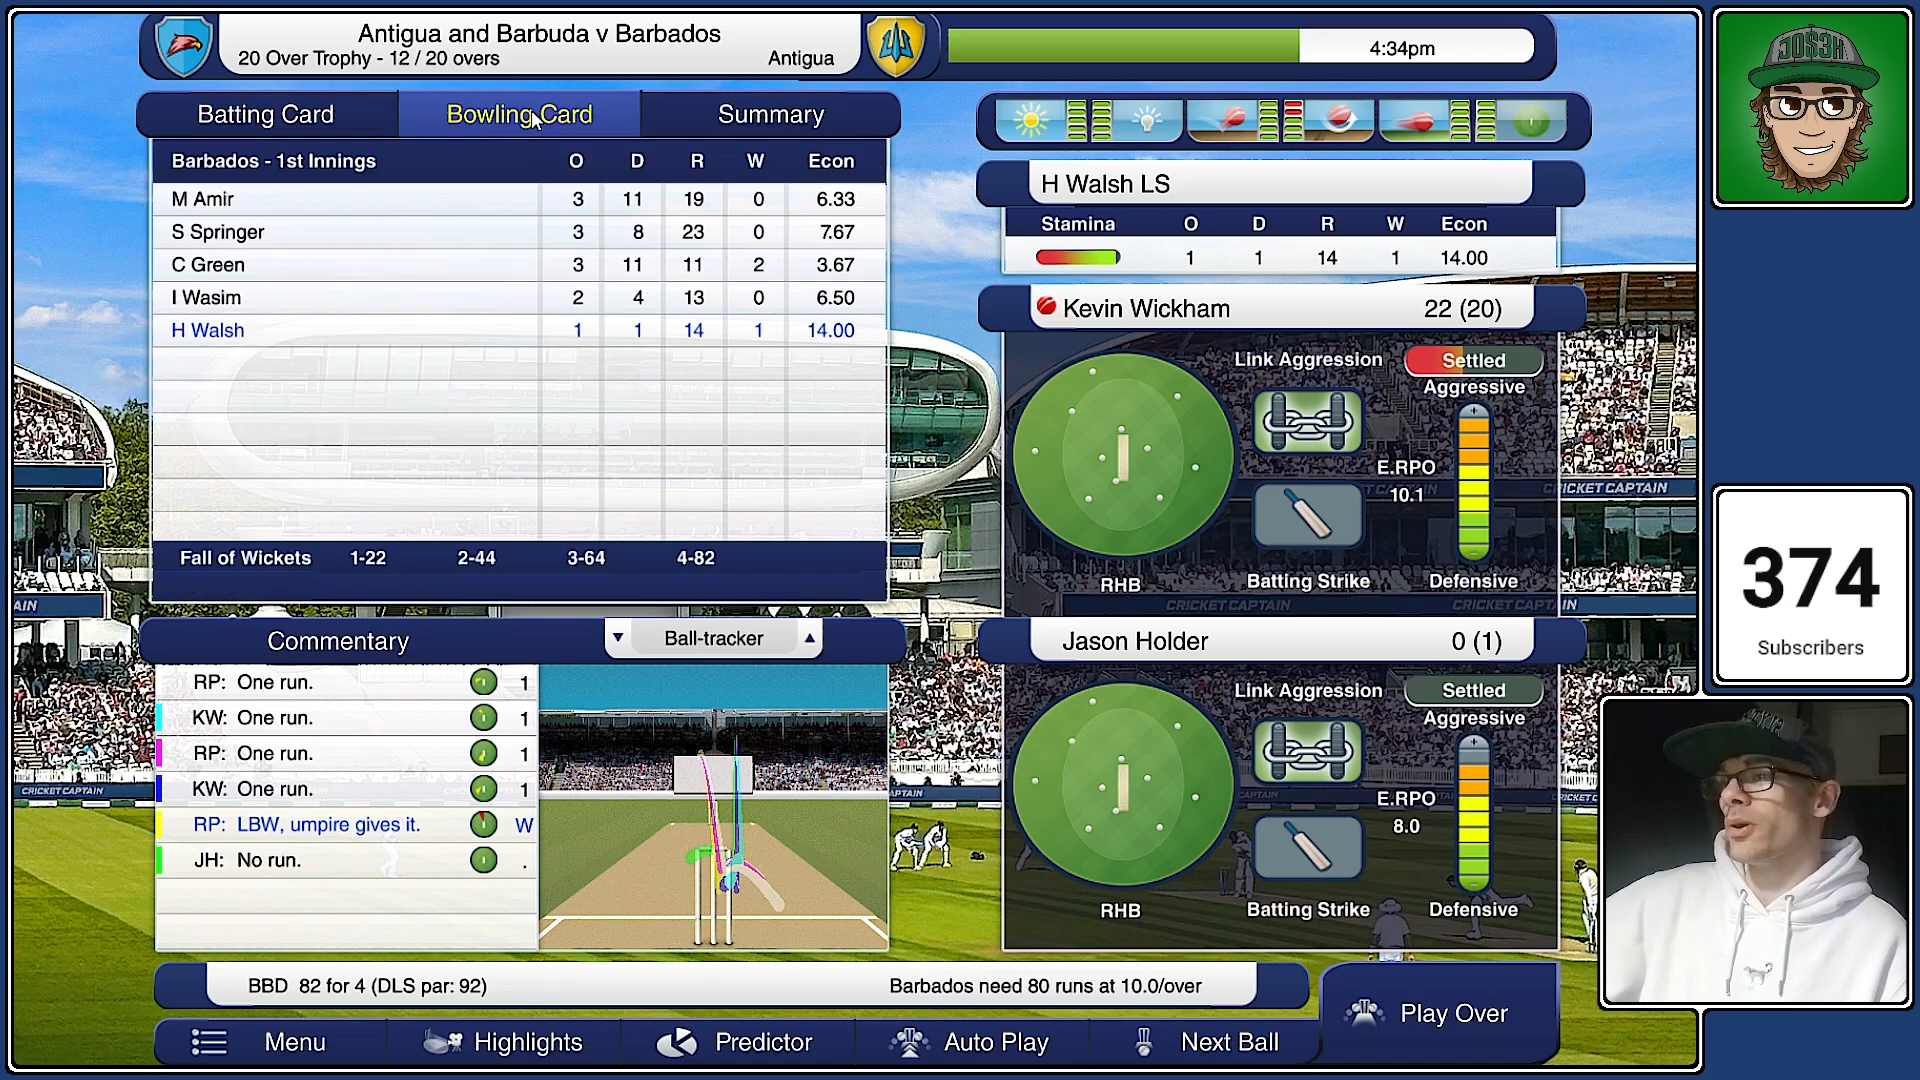 Antigua and Barbuda v Barbados
20 Over Trophy - 12 / 20 overs
Antigua
4:34pm
JO$3H
Batting Card
Bowling Card
Summary
Barbados - 1st Innings O D R W Econ
M Amir 3 11 19 0 6.33
S Springer 3 8 23 0 7.67
C Green 3 11 11 2 3.67
I Wasim 2 4 13 0 6.50
H Walsh 1 1 14 1 14.00
Fall of Wickets 1-22 2-44 3-64 4-82
H Walsh LS
Stamina O D R W Econ
1 1 14 1 14.00
Kevin Wickham 22 (20)
Link Aggression
Settled
Aggressive
E.RPO
10.1
RHB
Batting Strike
Defensive
Jason Holder 0 (1)
Link Aggression
Settled
Aggressive
E.RPO
8.0
RHB
Batting Strike
Defensive
Commentary
Ball-tracker
RP: One run. 1
KW: One run. 1
RP: One run. 1
KW: One run. 1
RP: LBW, umpire gives it. W
JH: No run. .
BBD 82 for 4 (DLS par: 92)
Barbados need 80 runs at 10.0/over
Play Over
Menu
Highlights
Predictor
Auto Play
Next Ball
374
Subscribers
CRICKET CAPTAIN
CRICKET CAPTAIN
CRICKET CAPTAIN
CRICKET CAPTAIN